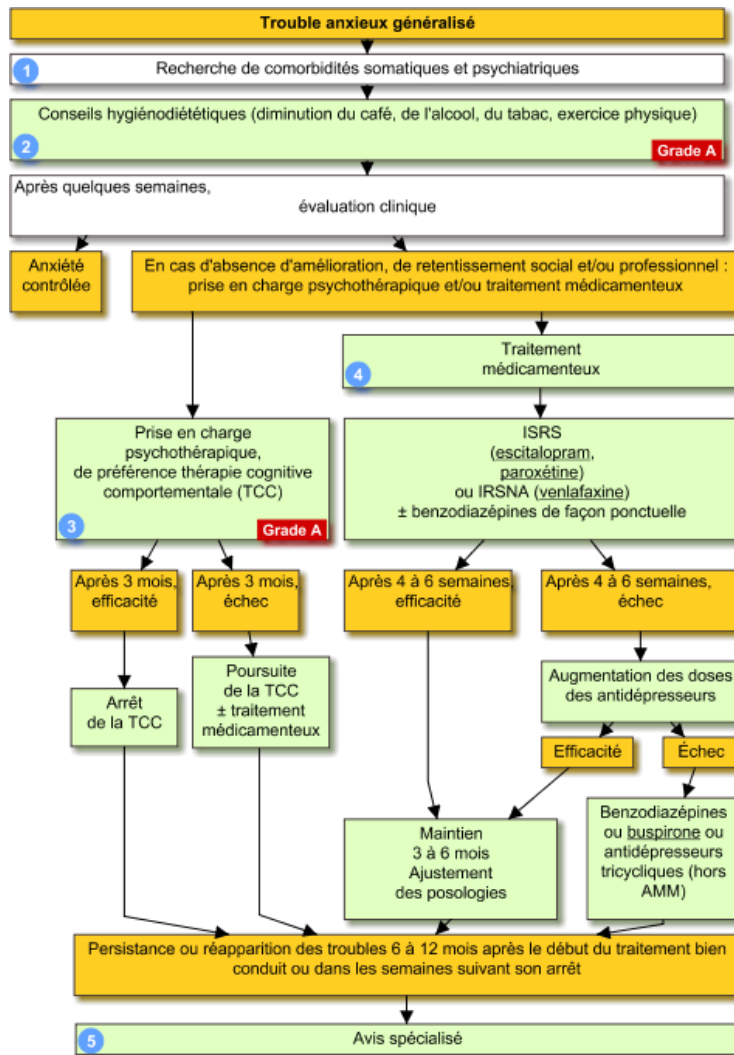 Trouble anxieux généralisé
1
Recherche de comorbidités somatiques et psychiatriques
Conseils hygiénodiététiques (diminution du café, de l'alcool, du tabac, exercice physique)
2
Grade A
Après quelques semaines,
évaluation clinique
Anxiété
contrôlée
En cas d'absence d'amélioration, de retentissement social et/ou professionnel :
prise en charge psychothérapique et/ou traitement médicamenteux
Traitement
médicamenteux
4
Prise en charge
psychothérapique,
de préférence thérapie cognitive
comportementale (TCC)
3
Grade A
ISRS
(escitalopram,
paroxétine)
ou IRSNA (venlafaxine)
± benzodiazépines de façon ponctuelle
Après 3 mois,
efficacité
Après 3 mois,
échec
Après 4 à 6 semaines,
efficacité
Après 4 à 6 semaines,
échec
Arrêt
de la TCC
Poursuite
de la TCC
± traitement
médicamenteux
Augmentation des doses
des antidépresseurs
Efficacité
Échec
Maintien
3 à 6 mois
Ajustement
des posologies
Benzodiazépines
ou buspirone ou
antidépresseurs
tricycliques (hors
AMM)
Persistance ou réapparition des troubles 6 à 12 mois après le début du traitement bien
conduit ou dans les semaines suivant son arrêt
5
Avis spécialisé